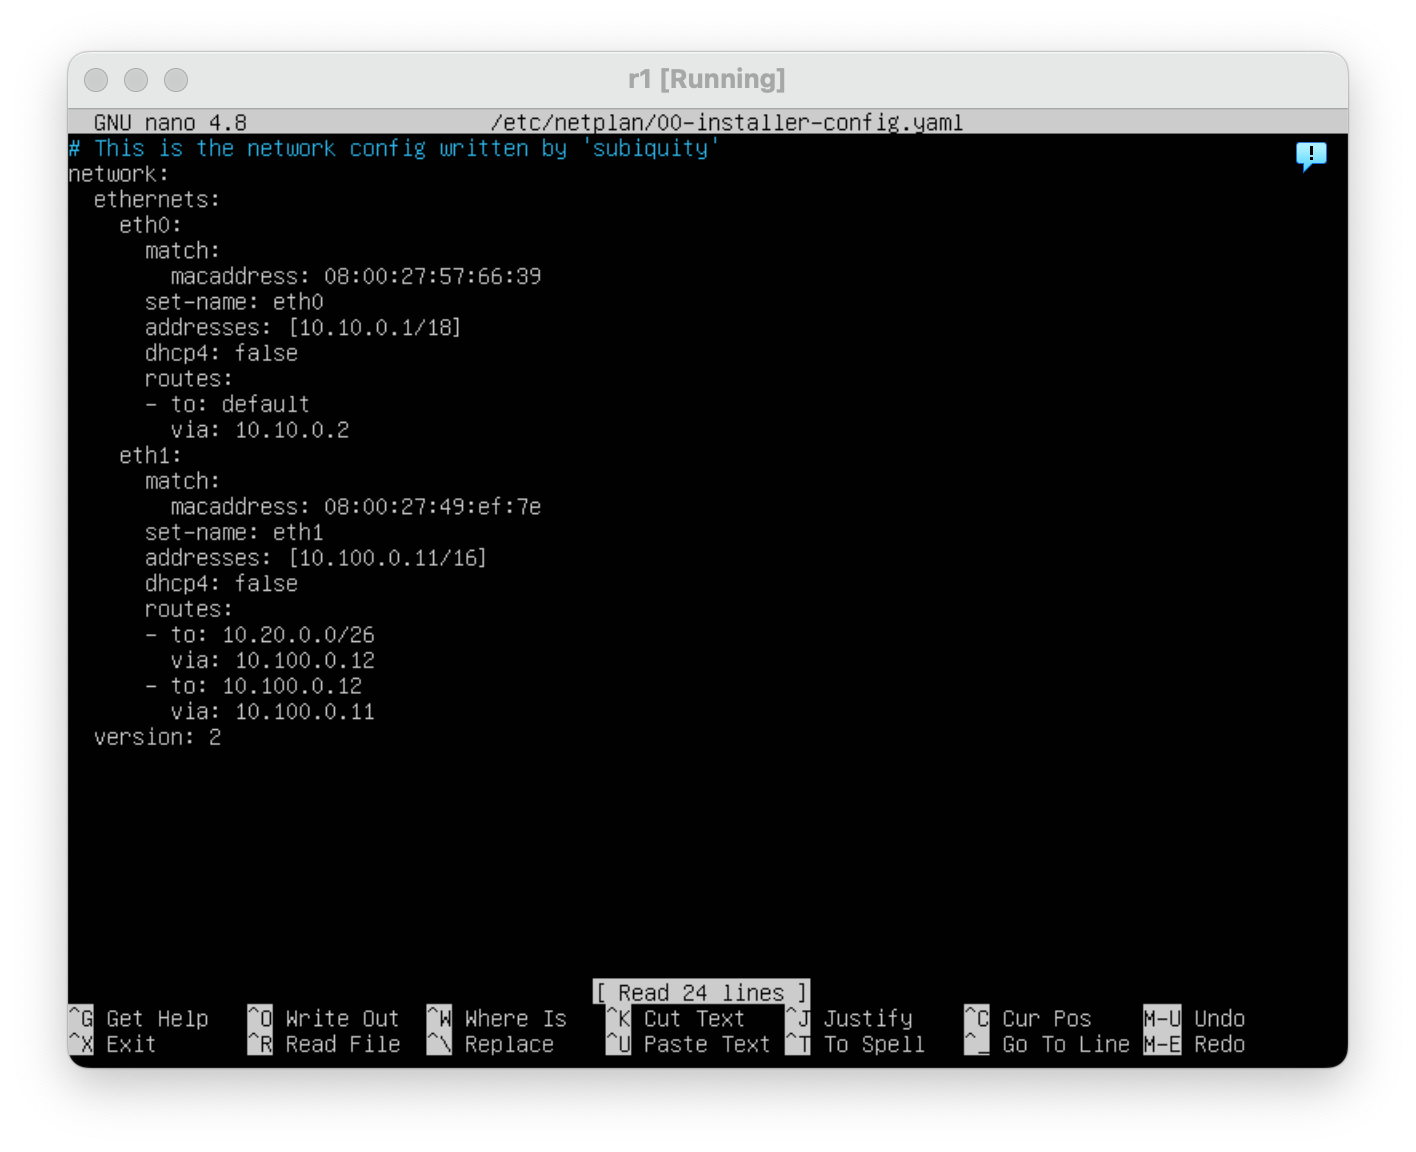 r1 [Running]
GNU nano 4.8 /etc/netplan/00-installer-config.yaml
# This is the network config written by 'subiquity'
network:
  ethernets:
    eth0:
      match:
        macaddress: 08:00:27:57:66:39
      set-name: eth0
      addresses: [10.10.0.1/18]
      dhcp4: false
      routes:
      - to: default
        via: 10.10.0.2
    eth1:
      match:
        macaddress: 08:00:27:49:ef:7e
      set-name: eth1
      addresses: [10.100.0.11/16]
      dhcp4: false
      routes:
      - to: 10.20.0.0/26
        via: 10.100.0.12
      - to: 10.100.0.12
        via: 10.100.0.11
  version: 2
[ Read 24 lines ]
^G Get Help ^O Write Out ^W Where Is ^K Cut Text ^J Justify ^C Cur Pos M-U Undo
^X Exit ^R Read File ^\ Replace ^U Paste Text ^T To Spell ^_ Go To Line M-E Redo